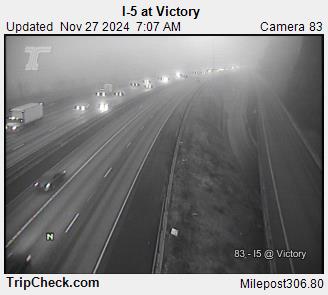 I-5 at Victory
Updated Nov 27 2024 7:07 AM Camera 83
T
N
83 - I5 @ Victory
TripCheck.com Milepost306.80